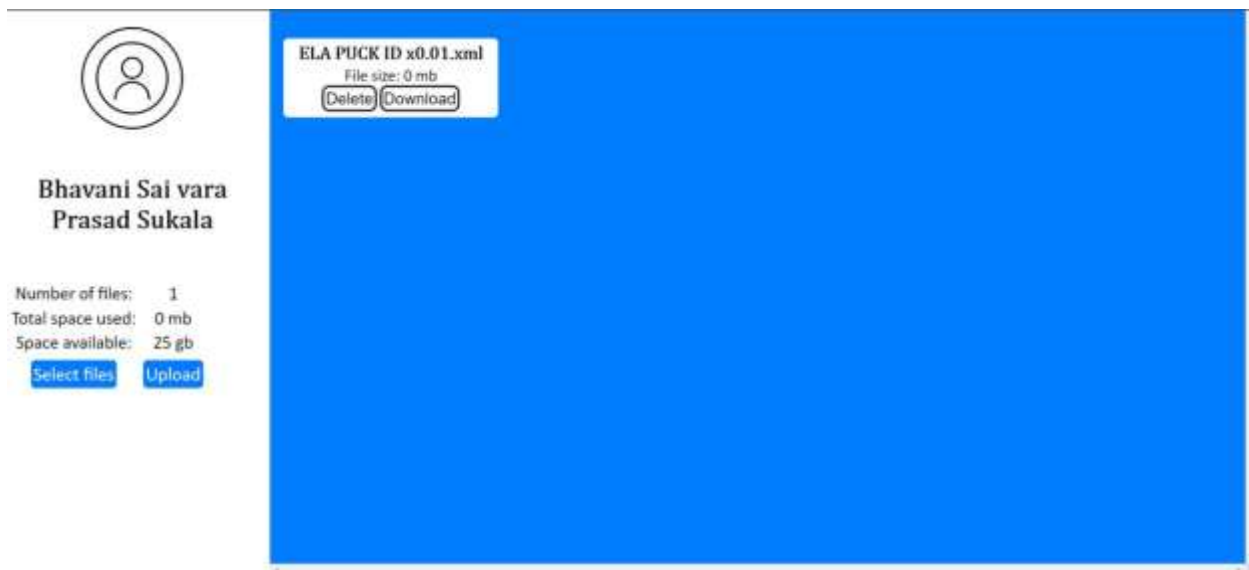 Bhavani Sai vara
Prasad Sukala
Number of files: 1
Total space used: 0 mb
Space available: 25 gb
Select files Upload
ELA PUCK ID x0.01.xml
File size: 0 mb
Delete Download